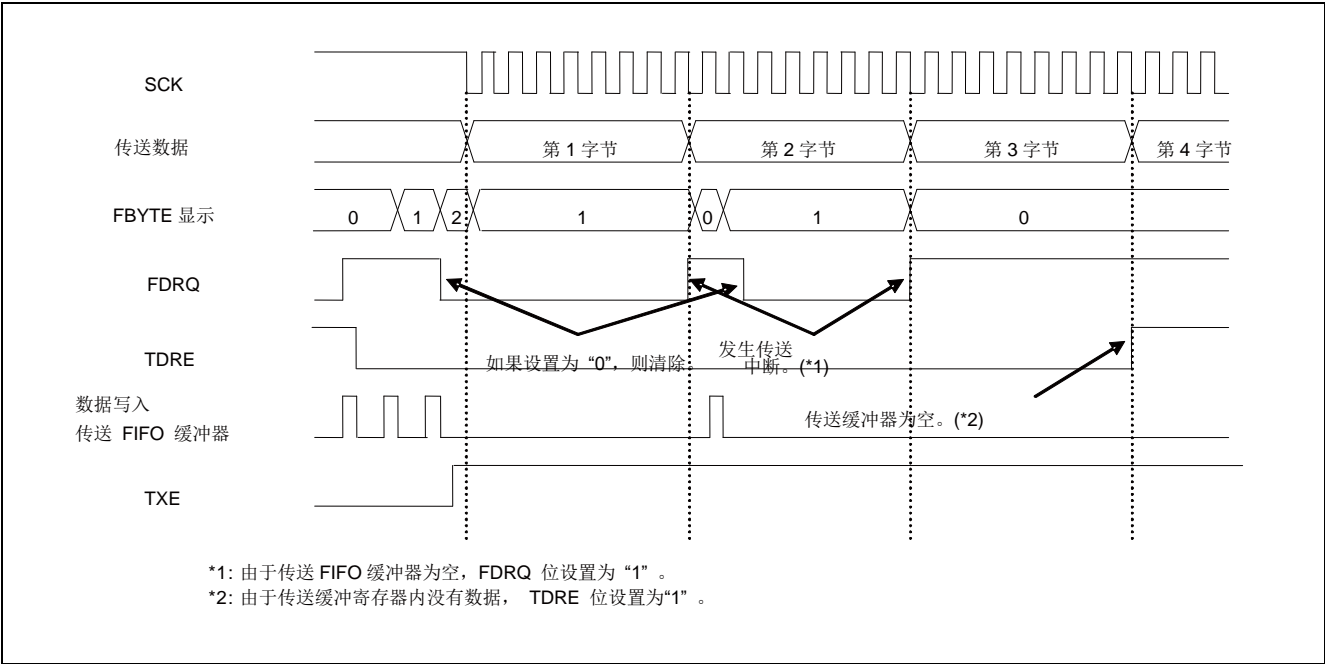 SCK
传送数据
第 1 字节 第 2 字节 第 3 字节 第 4 字节
FBYTE 显示
0 1 2 1 0 1 0
FDRQ
TDRE
如果设置为 “0”，则清除。
发生传送
中断。(*1)
数据写入
传送 FIFO 缓冲器
传送缓冲器为空。(*2)
TXE
*1: 由于传送 FIFO 缓冲器为空，FDRQ 位设置为 “1” 。
*2: 由于传送缓冲寄存器内没有数据， TDRE 位设置为“1” 。